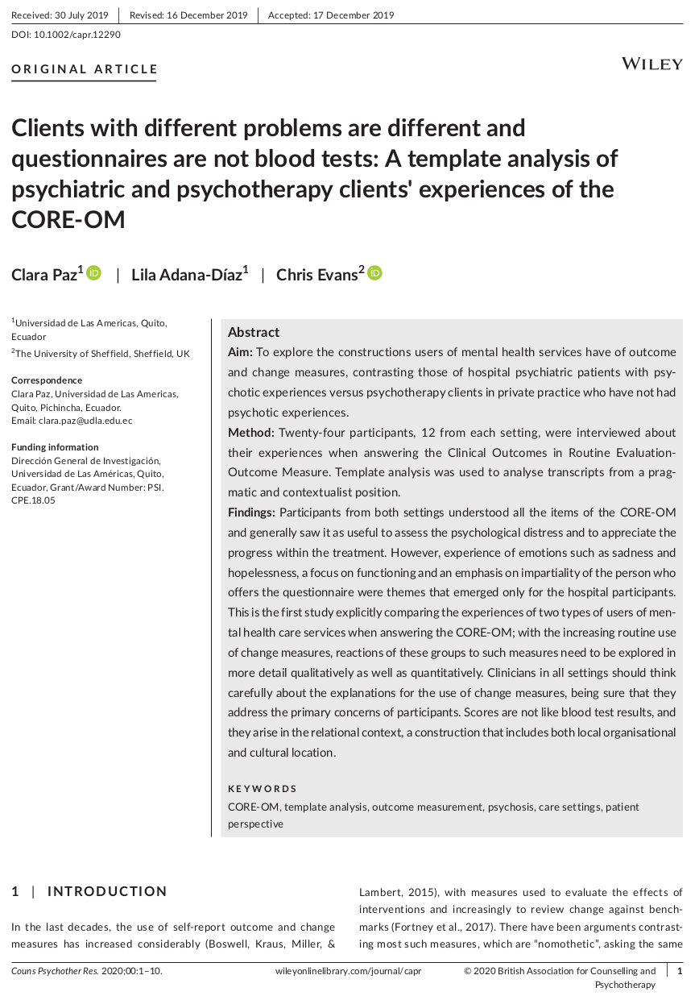 Received: 30 July 2019 | Revised: 16 December 2019 | Accepted: 17 December 2019
DOI: 10.1002/capr.12290
ORIGINAL ARTICLE
WILEY
Clients with different problems are different and
questionnaires are not blood tests: A template analysis of
psychiatric and psychotherapy clients' experiences of the
CORE-OM
Clara Paz1 iD | Lila Adana-Díaz1 | Chris Evans2 iD
1Universidad de Las Americas, Quito,
Ecuador
2The University of Sheffield, Sheffield, UK
Correspondence
Clara Paz, Universidad de Las Americas,
Quito, Pichincha, Ecuador.
Email: clara.paz@udla.edu.ec
Funding information
Dirección General de Investigación,
Universidad de Las Américas, Quito,
Ecuador, Grant/Award Number: PSI.
CPE.18.05
Abstract
Aim: To explore the constructions users of mental health services have of outcome
and change measures, contrasting those of hospital psychiatric patients with psy-
chotic experiences versus psychotherapy clients in private practice who have not had
psychotic experiences.
Method: Twenty-four participants, 12 from each setting, were interviewed about
their experiences when answering the Clinical Outcomes in Routine Evaluation-
Outcome Measure. Template analysis was used to analyse transcripts from a prag-
matic and contextualist position.
Findings: Participants from both settings understood all the items of the CORE-OM
and generally saw it as useful to assess the psychological distress and to appreciate the
progress within the treatment. However, experience of emotions such as sadness and
hopelessness, a focus on functioning and an emphasis on impartiality of the person who
offers the questionnaire were themes that emerged only for the hospital participants.
This is the first study explicitly comparing the experiences of two types of users of men-
tal health care services when answering the CORE-OM; with the increasing routine use
of change measures, reactions of these groups to such measures need to be explored in
more detail qualitatively as well as quantitatively. Clinicians in all settings should think
carefully about the explanations for the use of change measures, being sure that they
address the primary concerns of participants. Scores are not like blood test results, and
they arise in the relational context, a construction that includes both local organisational
and cultural location.
KEYWORDS
CORE-OM, template analysis, outcome measurement, psychosis, care settings, patient
perspective
1 | INTRODUCTION
In the last decades, the use of self-report outcome and change
measures has increased considerably (Boswell, Kraus, Miller, &
Lambert, 2015), with measures used to evaluate the effects of
interventions and increasingly to review change against bench-
marks (Fortney et al., 2017). There have been arguments contrast-
ing most such measures, which are “nomothetic”, asking the same
Couns Psychother Res. 2020;00:1–10.
wileyonlinelibrary.com/journal/capr
© 2020 British Association for Counselling and
Psychotherapy
1